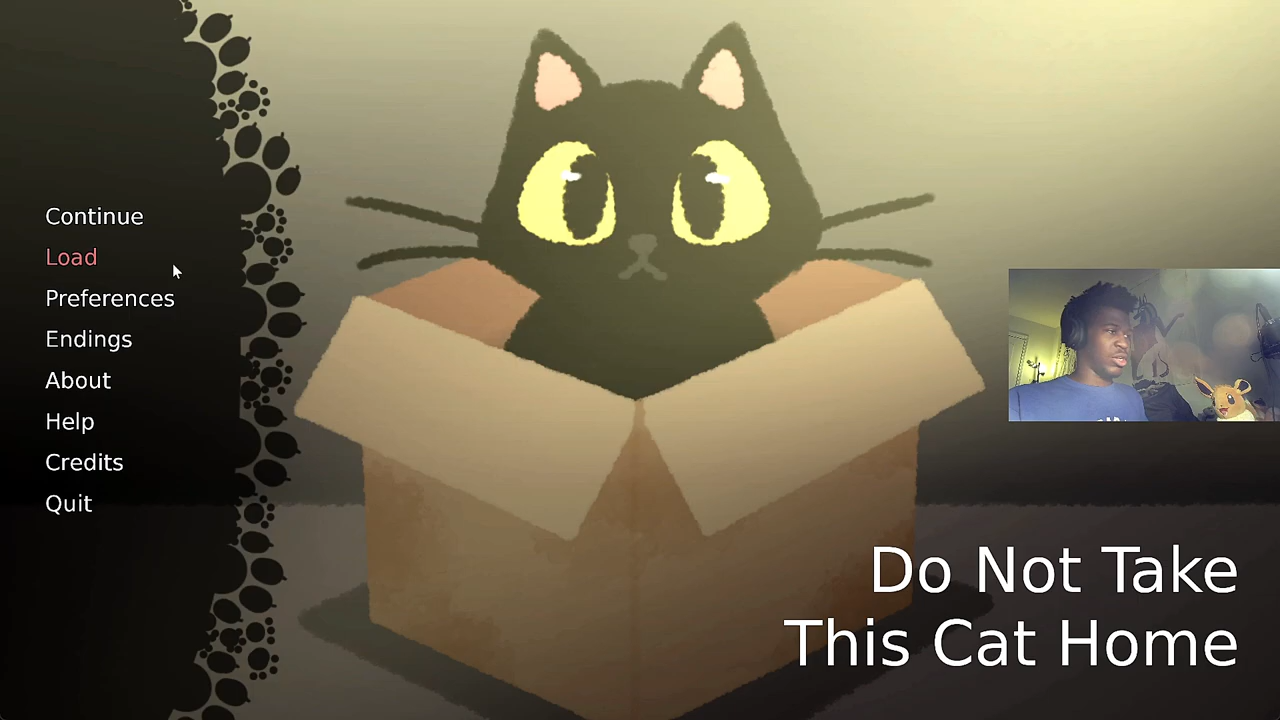 Continue
Load
Preferences
Endings
About
Help
Credits
Quit
Do Not Take
This Cat Home